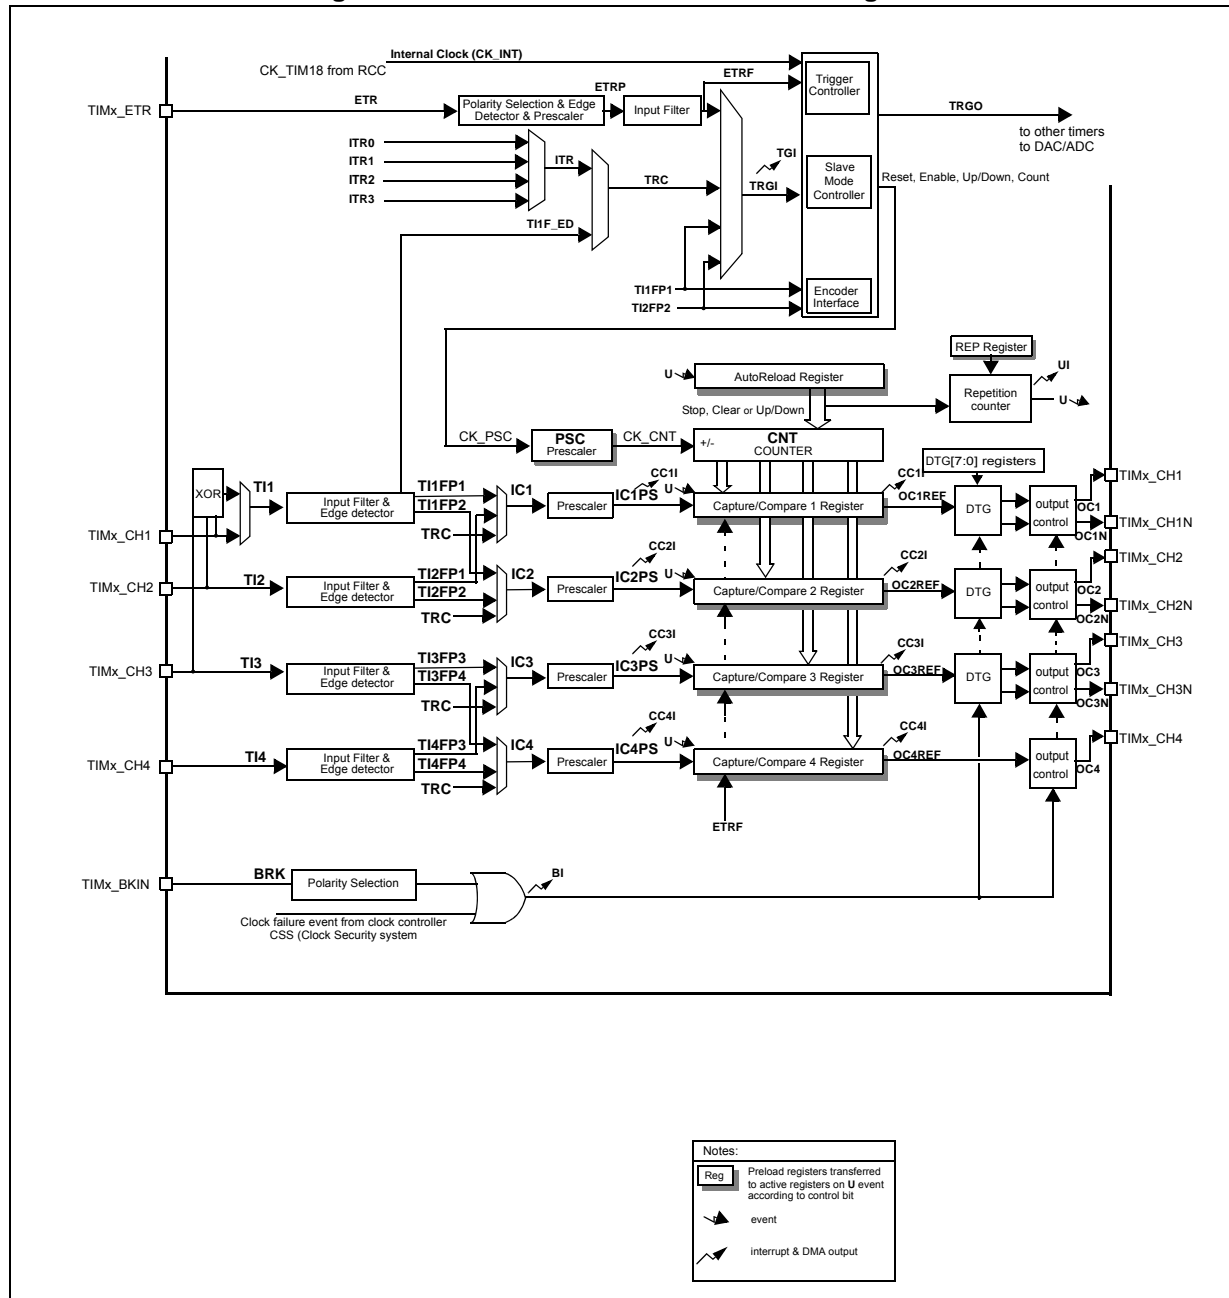 Internal Clock (CK_INT)
CK_TIM18 from RCC
TIMx_ETR
ETR
Polarity Selection & Edge
Detector & Prescaler
ETRP
Input Filter
ETRF
Trigger
Controller
TRGO
to other timers
to DAC/ADC
ITR0
ITR1
ITR2
ITR3
ITR
TRC
TI1F_ED
TGI
TRGI
Slave
Mode
Controller
Reset, Enable, Up/Down, Count
TI1FP1
TI2FP2
Encoder
Interface
REP Register
U
AutoReload Register
UI
Repetition
counter
U
Stop, Clear or Up/Down
CK_PSC
PSC
Prescaler
CK_CNT
+/-
CNT
COUNTER
DTG[7:0] registers
XOR
TI1
Input Filter &
Edge detector
TI1FP1
TI1FP2
TRC
IC1
Prescaler
IC1PS
CC1I
U
Capture/Compare 1 Register
CC1I
OC1REF
DTG
output
control
OC1
OC1N
TIMx_CH1
TIMx_CH1N
TIMx_CH1
TIMx_CH2
TI2
Input Filter &
Edge detector
TI2FP1
TI2FP2
TRC
IC2
Prescaler
IC2PS
CC2I
U
Capture/Compare 2 Register
CC2I
OC2REF
DTG
output
control
OC2
OC2N
TIMx_CH2
TIMx_CH2N
TIMx_CH3
TI3
Input Filter &
Edge detector
TI3FP3
TI3FP4
TRC
IC3
Prescaler
IC3PS
CC3I
U
Capture/Compare 3 Register
CC3I
OC3REF
DTG
output
control
OC3
OC3N
TIMx_CH3
TIMx_CH3N
TIMx_CH4
TI4
Input Filter &
Edge detector
TI4FP3
TI4FP4
TRC
IC4
Prescaler
IC4PS
CC4I
U
Capture/Compare 4 Register
CC4I
OC4REF
output
control
OC4
TIMx_CH4
ETRF
TIMx_BKIN
BRK
Polarity Selection
BI
Clock failure event from clock controller
CSS (Clock Security system
Notes:
Reg
Preload registers transferred
to active registers on U event
according to control bit
event
interrupt & DMA output